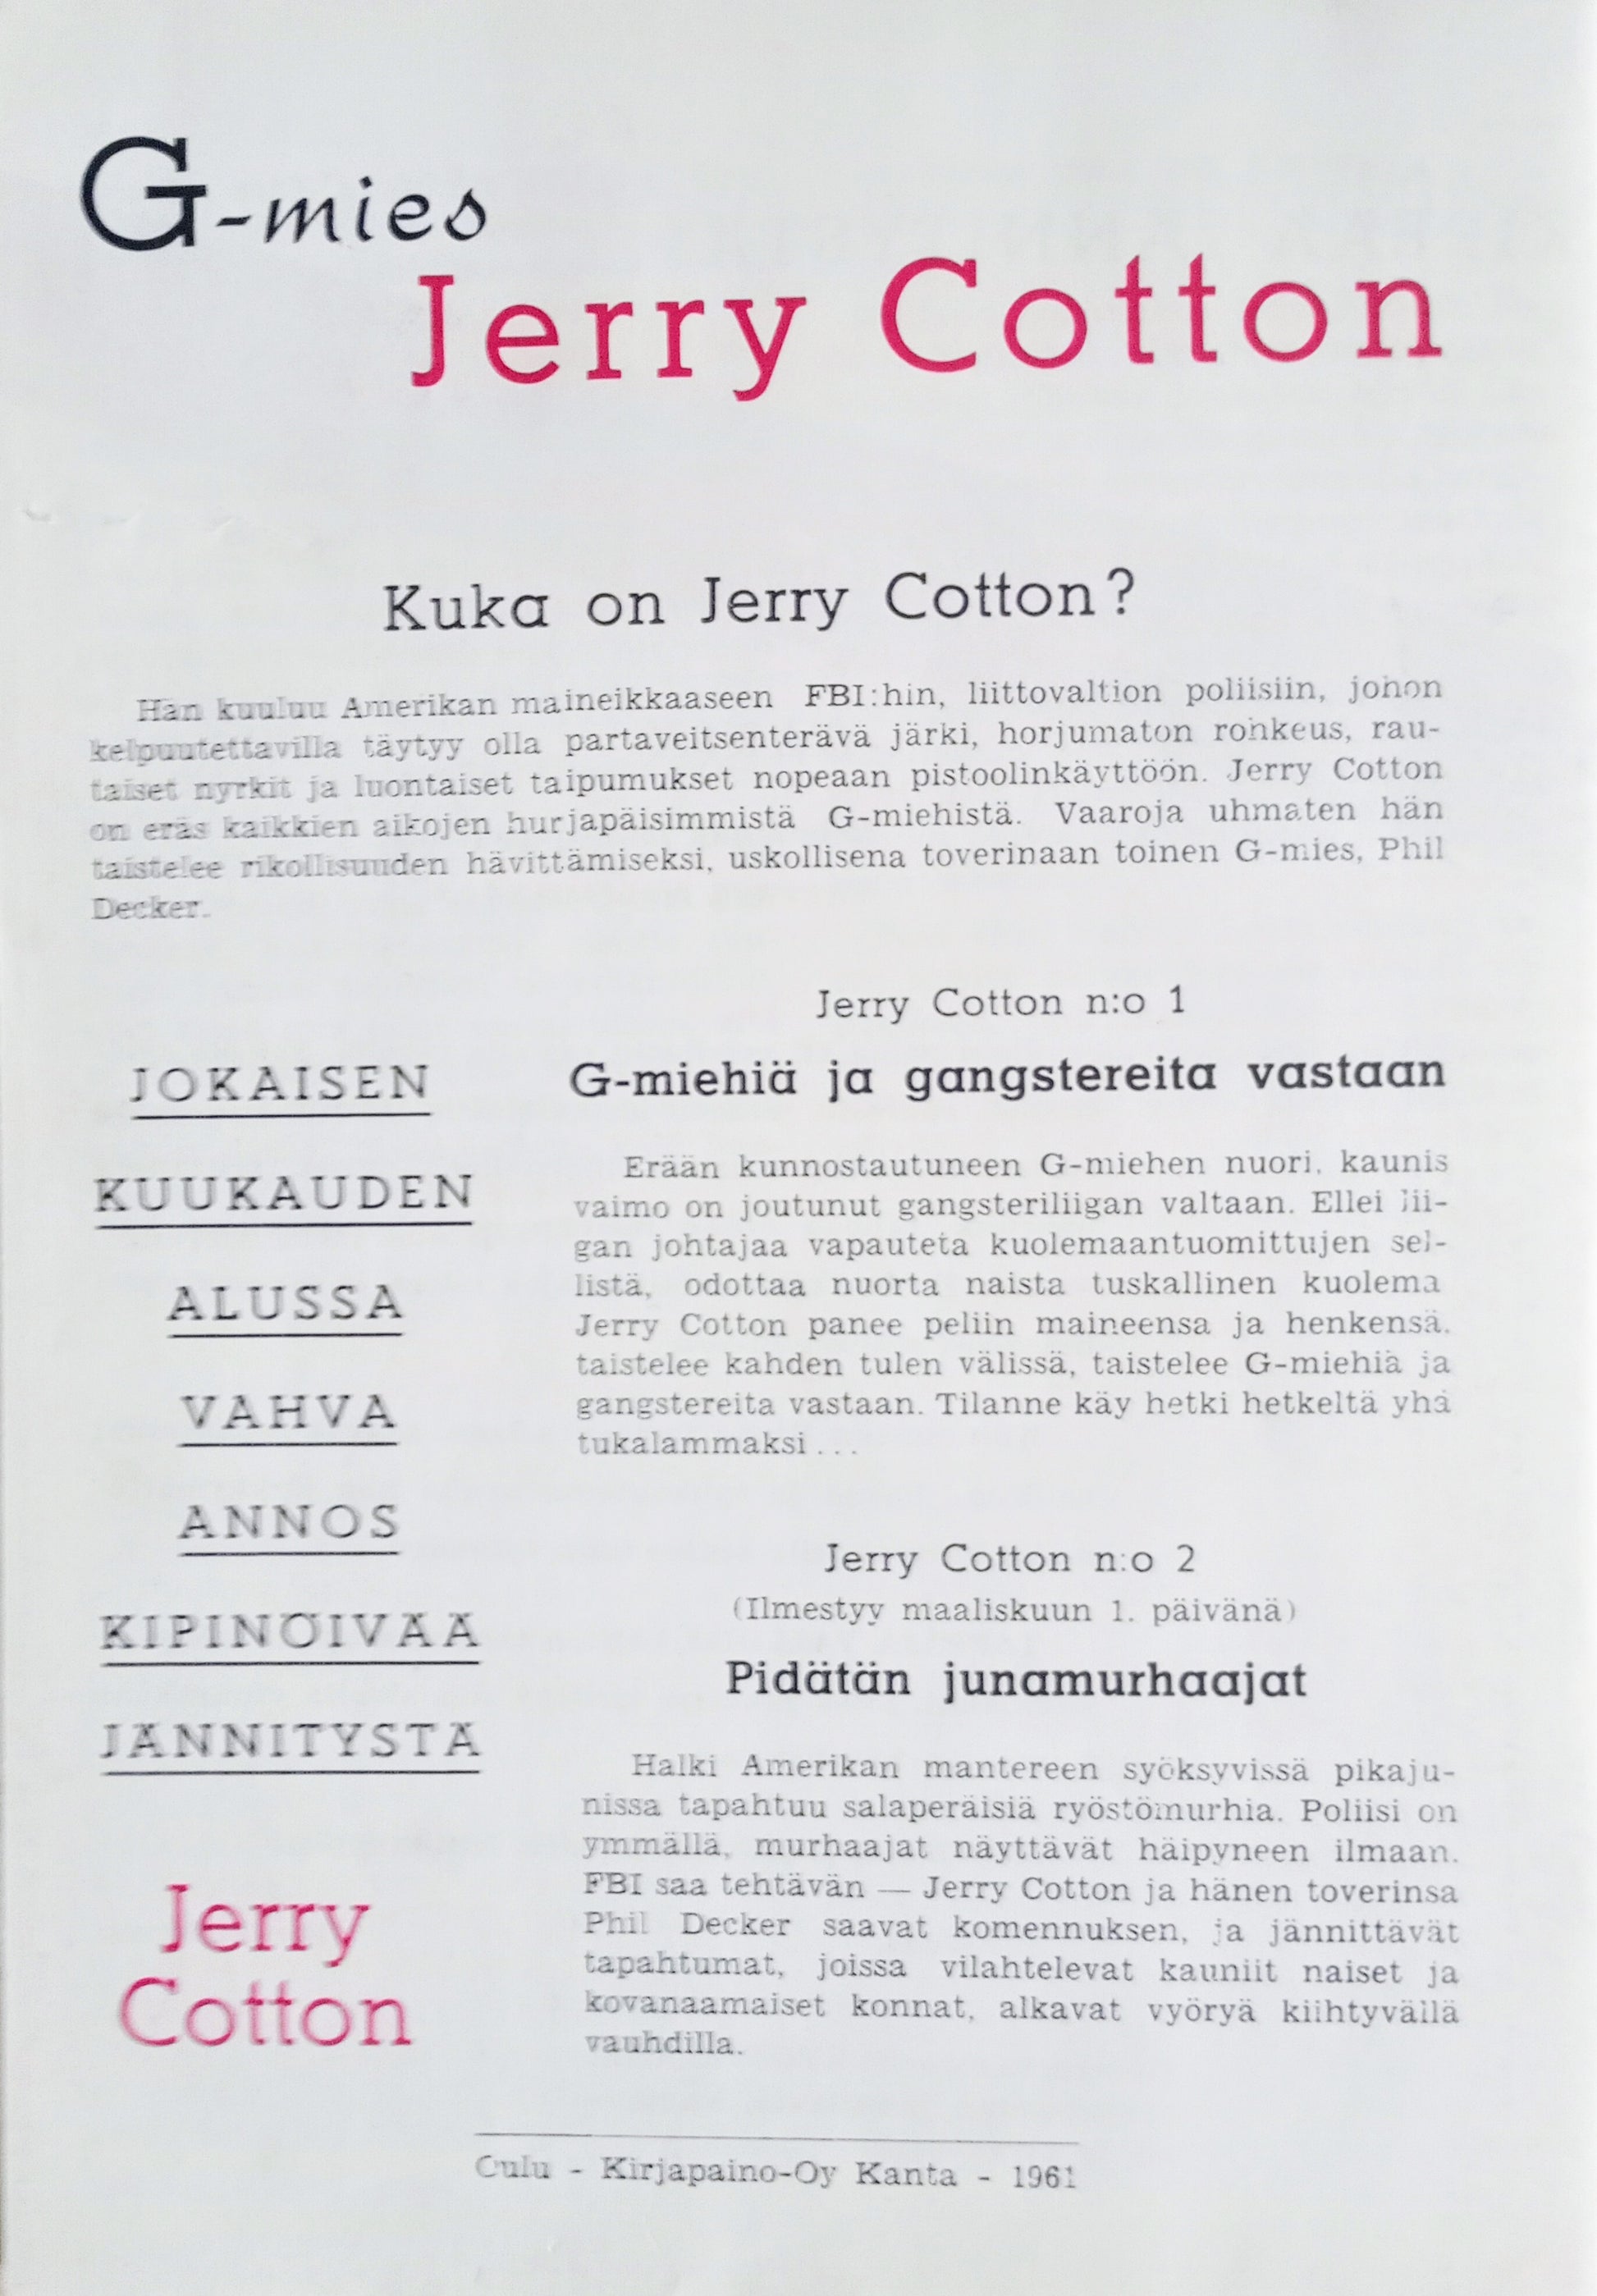 G-mies
Jerry Cotton
Kuka on Jerry Cotton?
Hän kuuluu Amerikan maineikkaaseen FBI:hin, liittovaltion poliisiin, johon
kelpuutettavilla täytyy olla partaveitsenterävä järki, horjumaton rohkeus, rau-
taiset nyrkit ja luontaiset taipumukset nopeaan pistoolinkäyttöön. Jerry Cotton
on eräs kaikkien aikojen hurjapäisimmistä G-miehistä. Vaaroja uhmaten hän
taistelee rikollisuuden hävittämiseksi, uskollisena toverinaan toinen G-mies, Phil
Decker.
JOKAISEN
KUUKAUDEN
ALUSSA
VAHVA
ANNOS
KIPINÖIVÄÄ
JÄNNITYSTÄ
Jerry
Cotton
Jerry Cotton n:o 1
G-miehiä ja gangstereita vastaan
Erään kunnostautuneen G-miehen nuori, kaunis
vaimo on joutunut gangsteriliigan valtaan. Ellei lii-
gan johtajaa vapauteta kuolemaantuomittujen sel-
listä, odottaa nuorta naista tuskallinen kuolema
Jerry Cotton panee peliin maineensa ja henkensä,
taistelee kahden tulen välissä, taistelee G-miehiä ja
gangstereita vastaan. Tilanne käy hetki hetkeltä yhä
tukalammaksi ...
Jerry Cotton n:o 2
(Ilmestyy maaliskuun 1. päivänä)
Pidätän junamurhaajat
Halki Amerikan mantereen syöksyvissä pikaju-
nissa tapahtuu salaperäisiä ryöstömurhia. Poliisi on
ymmällä, murhaajat näyttävät häipyneen ilmaan.
FBI saa tehtävän — Jerry Cotton ja hänen toverinsa
Phil Decker saavat komennuksen, ja jännittävät
tapahtumat, joissa vilahtelevat kauniit naiset ja
kovanaamaiset konnat, alkavat vyöryä kiihtyvällä
vauhdilla.
Oulu - Kirjapaino-Oy Kanta - 1961